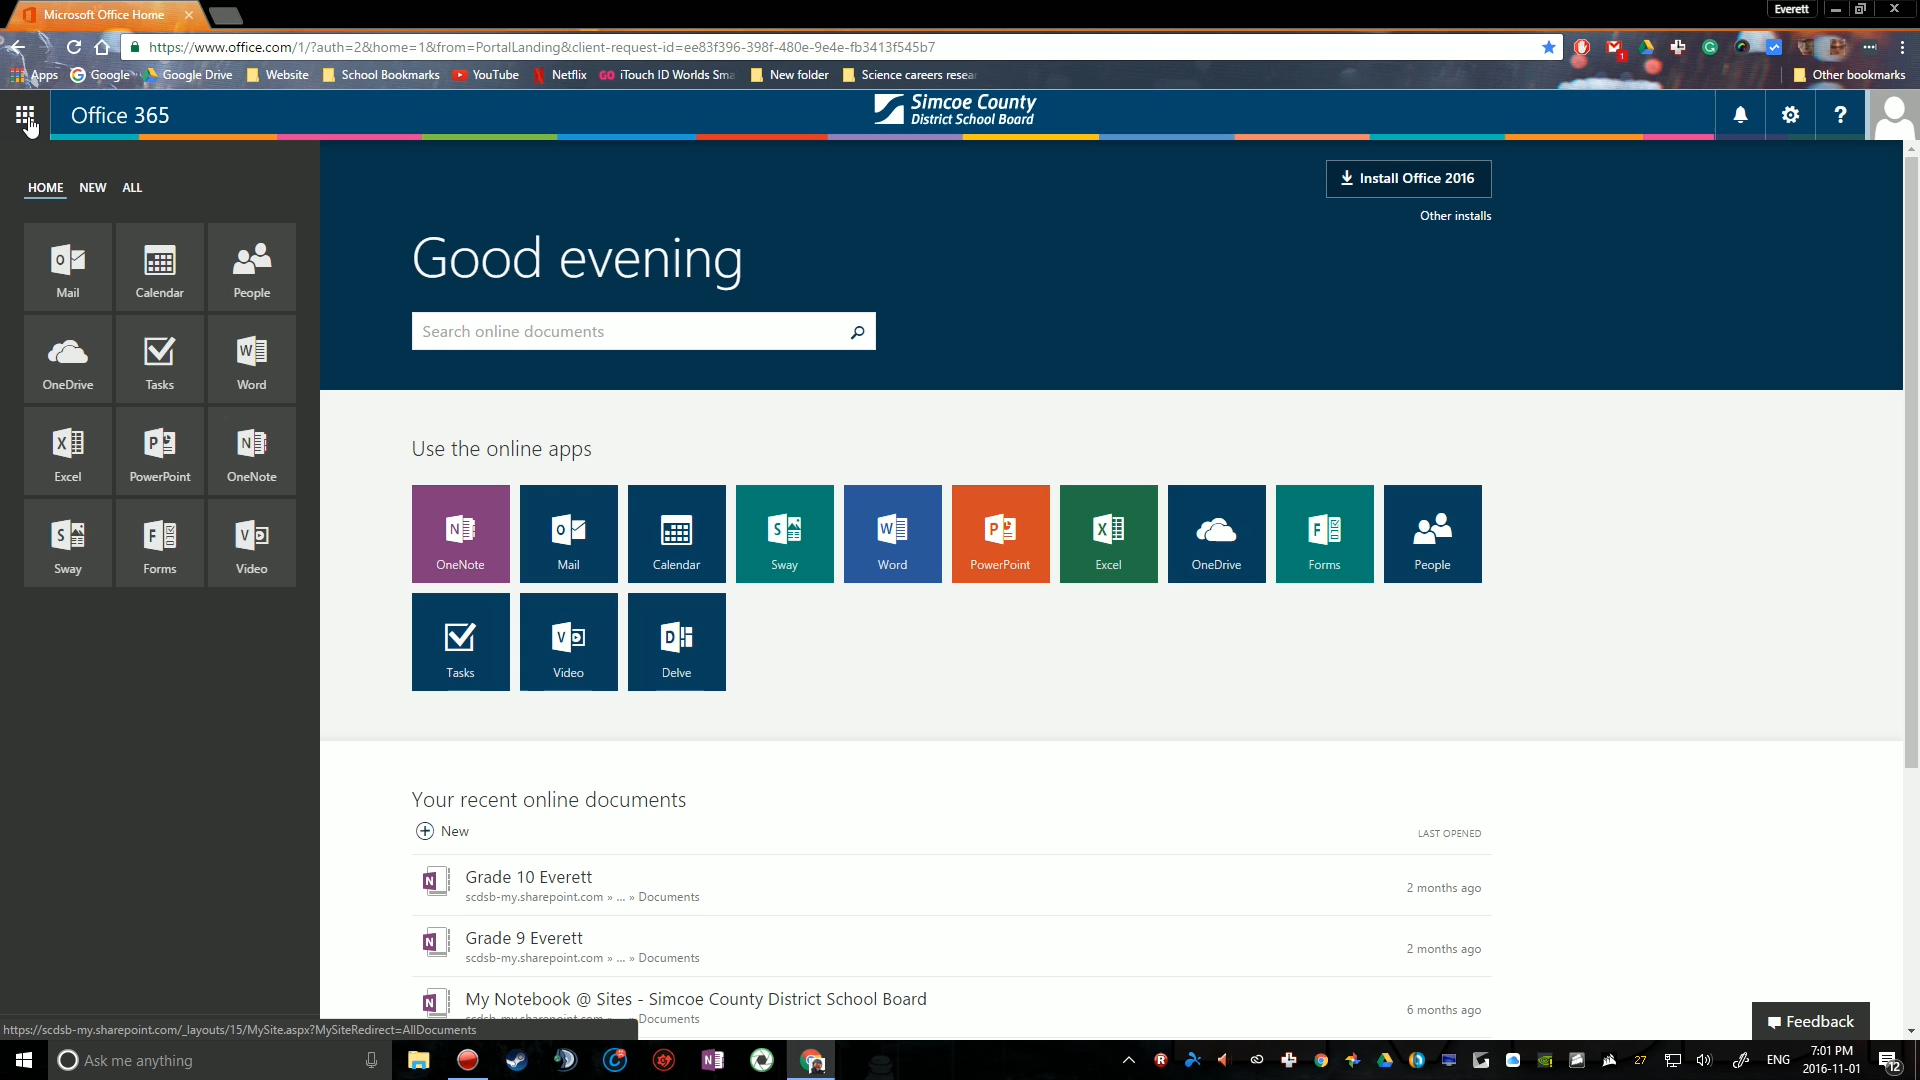 Microsoft Office Home
Everett
https://www.office.com/1/?auth=2&home=1&from=PortalLanding&client-request-id=ee83f396-398f-480e-9e4e-fb3413f545b7
Apps Google Google Drive Website School Bookmarks YouTube Netflix GO iTouch ID Worlds Sma New folder Science careers resear Other bookmarks
Office 365
Simcoe County
District School Board
?
HOME NEW ALL
Install Office 2016
Other installs
Good evening
Search online documents
Mail Calendar People
OneDrive Tasks Word
Excel PowerPoint OneNote
Sway Forms Video
Use the online apps
OneNote Mail Calendar Sway Word PowerPoint Excel OneDrive Forms People
Tasks Video Delve
Your recent online documents
New
LAST OPENED
Grade 10 Everett
scdsb-my.sharepoint.com » ... » Documents
2 months ago
Grade 9 Everett
scdsb-my.sharepoint.com » ... » Documents
2 months ago
My Notebook @ Sites - Simcoe County District School Board
Documents
6 months ago
Feedback
https://scdsb-my.sharepoint.com/_layouts/15/MySite.aspx?MySiteRedirect=AllDocuments
Ask me anything
27
ENG
7:01 PM
2016-11-01
12